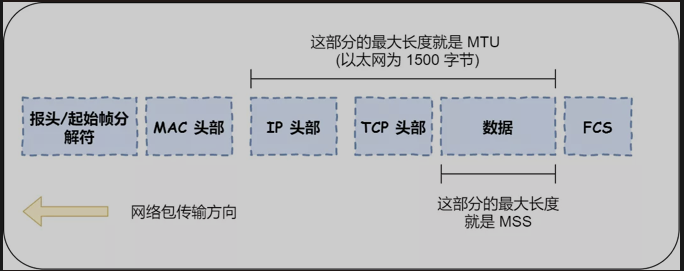 这部分的最大长度就是 MTU
(以太网为 1500 字节)
报头/起始帧分
解符
MAC 头部
IP 头部
TCP 头部
数据
FCS
网络包传输方向
这部分的最大长度
就是 MSS